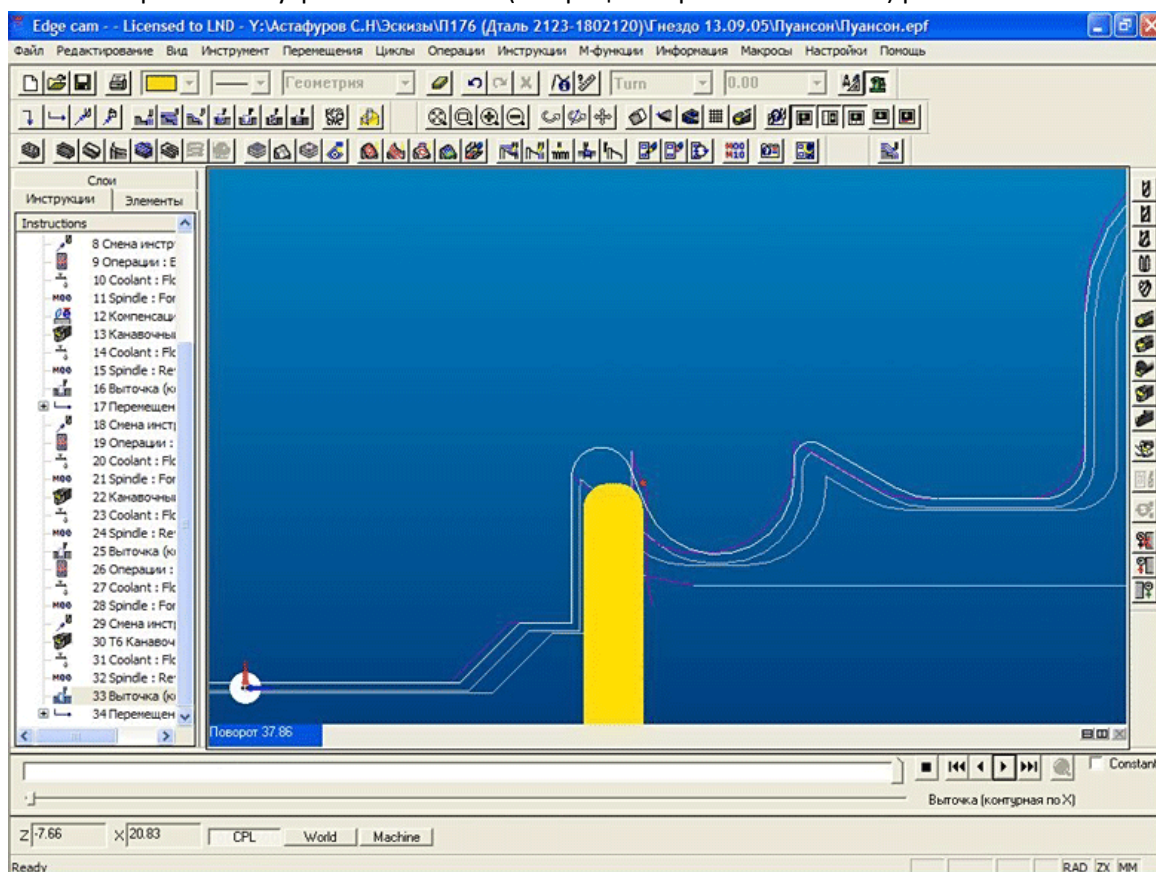 Edge cam - - Licensed to LND - Y:\Астафуров С.Н\Эскизы\П176 (Дталь 2123-1802120)\Гнездо 13.09.05\Пуансон\Пуансон.epf
Файл Редактирование Вид Инструмент Перемещения Циклы Операции Инструкции М-функции Информация Макросы Настройки Помощь
Геометрия Turn 0.00
Слои
Инструкции Элементы
Instructions
8 Смена инстр
9 Операции : E
10 Coolant : Flc
11 Spindle : For
12 Компенсаци
13 Канавочны
14 Coolant : Flc
15 Spindle : Re
16 Выточка (к
17 Перемещен
18 Смена инст
19 Операции :
20 Coolant : Flc
21 Spindle : For
22 Канавочны
23 Coolant : Flc
24 Spindle : Re
25 Выточка (к
26 Операции :
27 Coolant : Flc
28 Spindle : For
29 Смена инст
30 Т6 Канавоч
31 Coolant : Flc
32 Spindle : Re
33 Выточка (к
34 Перемещен
Поворот 37.86
Constant
Выточка (контурная по X)
Z -7.66 X 20.83 CPL World Machine
Ready RAD ZX MM